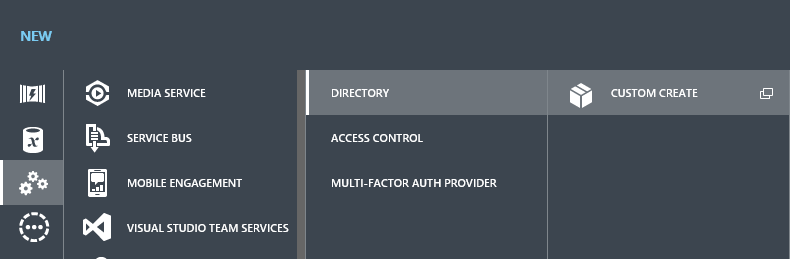 NEW
MEDIA SERVICE
SERVICE BUS
MOBILE ENGAGEMENT
VISUAL STUDIO TEAM SERVICES
DIRECTORY
ACCESS CONTROL
MULTI-FACTOR AUTH PROVIDER
CUSTOM CREATE